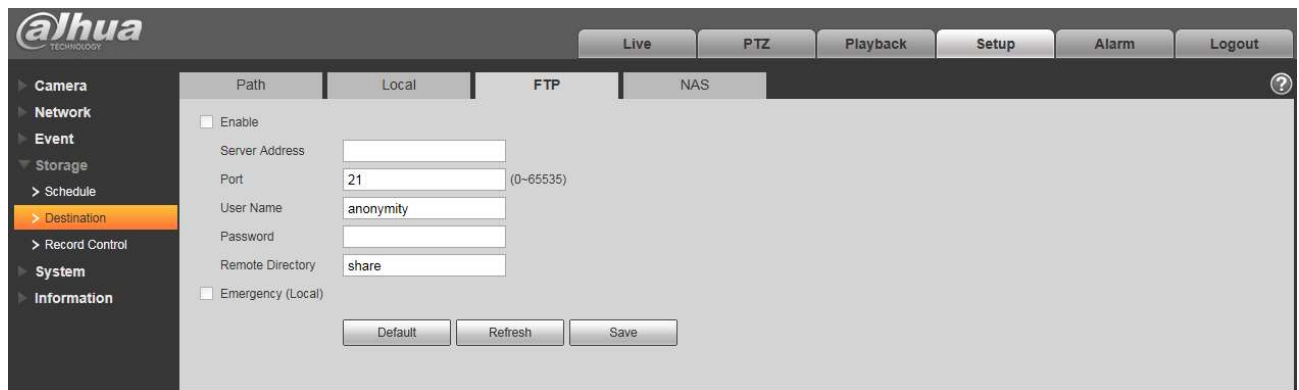 alhua
TECHNOLOGY
Live PTZ Playback Setup Alarm Logout
Camera
Network
Event
Storage
> Schedule
> Destination
> Record Control
System
Information
Path Local FTP NAS
?
Enable
Server Address
Port 21 (0~65535)
User Name anonymity
Password
Remote Directory share
Emergency (Local)
Default Refresh Save